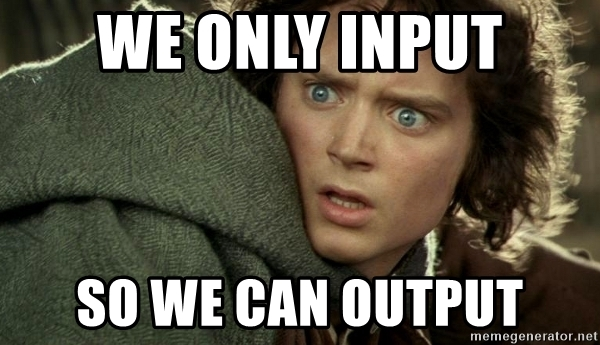 WE ONLY INPUT
SO WE CAN OUTPUT
memegenerator.net